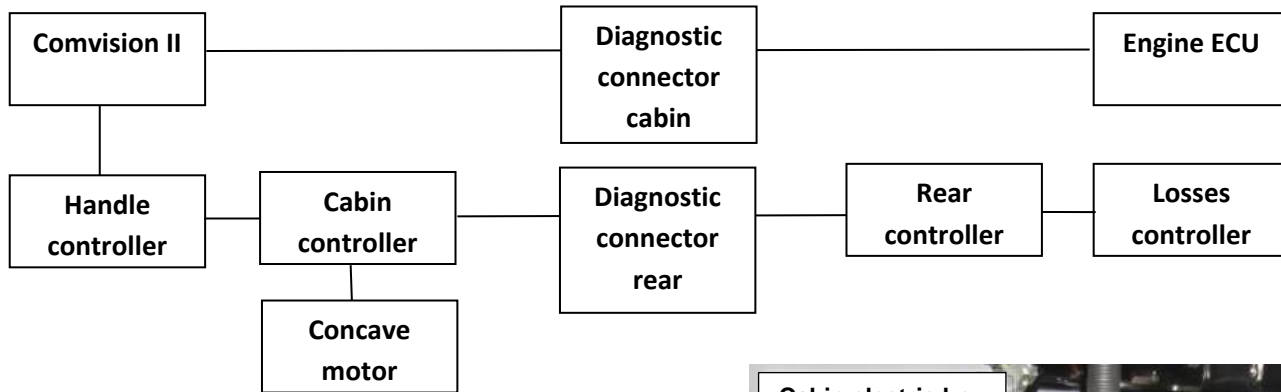 Comvision II
Diagnostic
connector
cabin
Engine ECU
Handle
controller
Cabin
controller
Diagnostic
connector
rear
Rear
controller
Losses
controller
Concave
motor